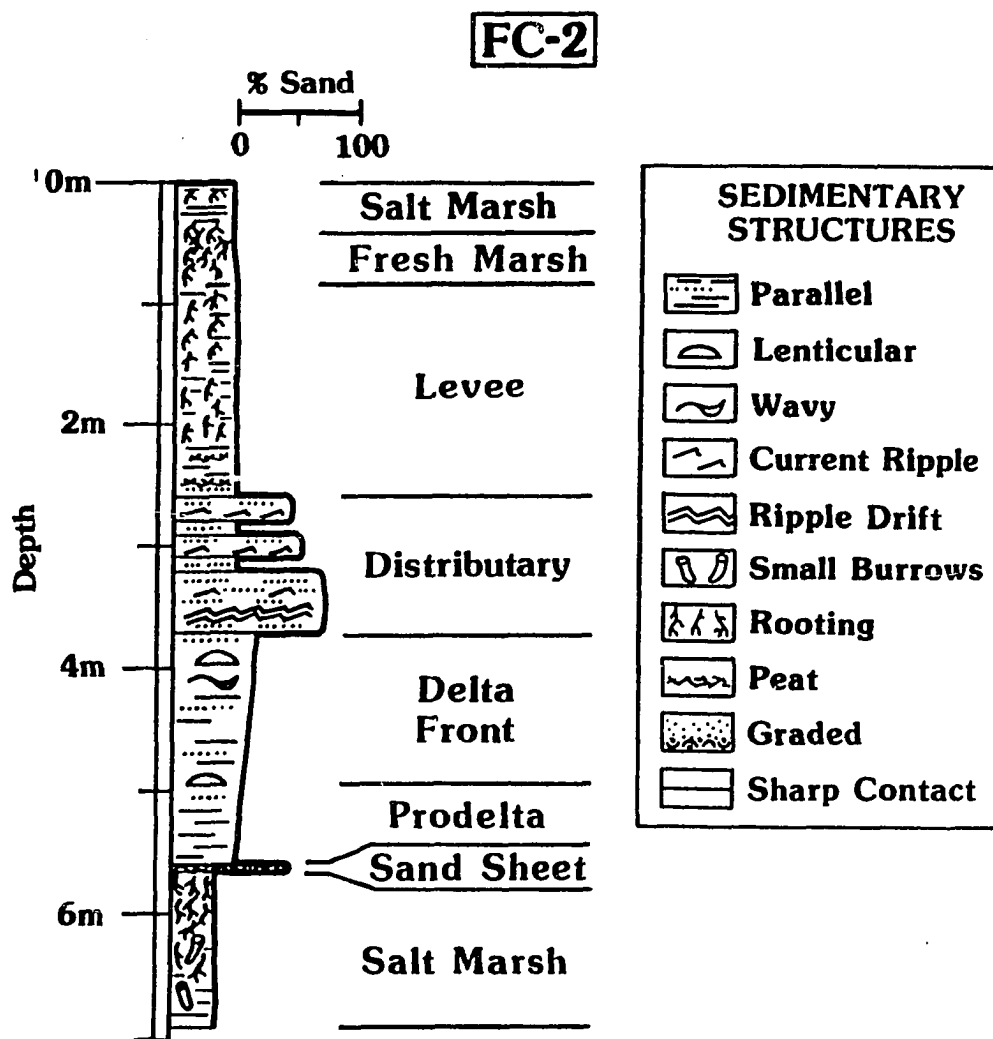 FC-2
% Sand
0 100
0m
2m
4m
6m
Depth
Salt Marsh
Fresh Marsh
Levee
Distributary
Delta
Front
Prodelta
Sand Sheet
Salt Marsh
SEDIMENTARY
STRUCTURES
Parallel
Lenticular
Wavy
Current Ripple
Ripple Drift
Small Burrows
Rooting
Peat
Graded
Sharp Contact